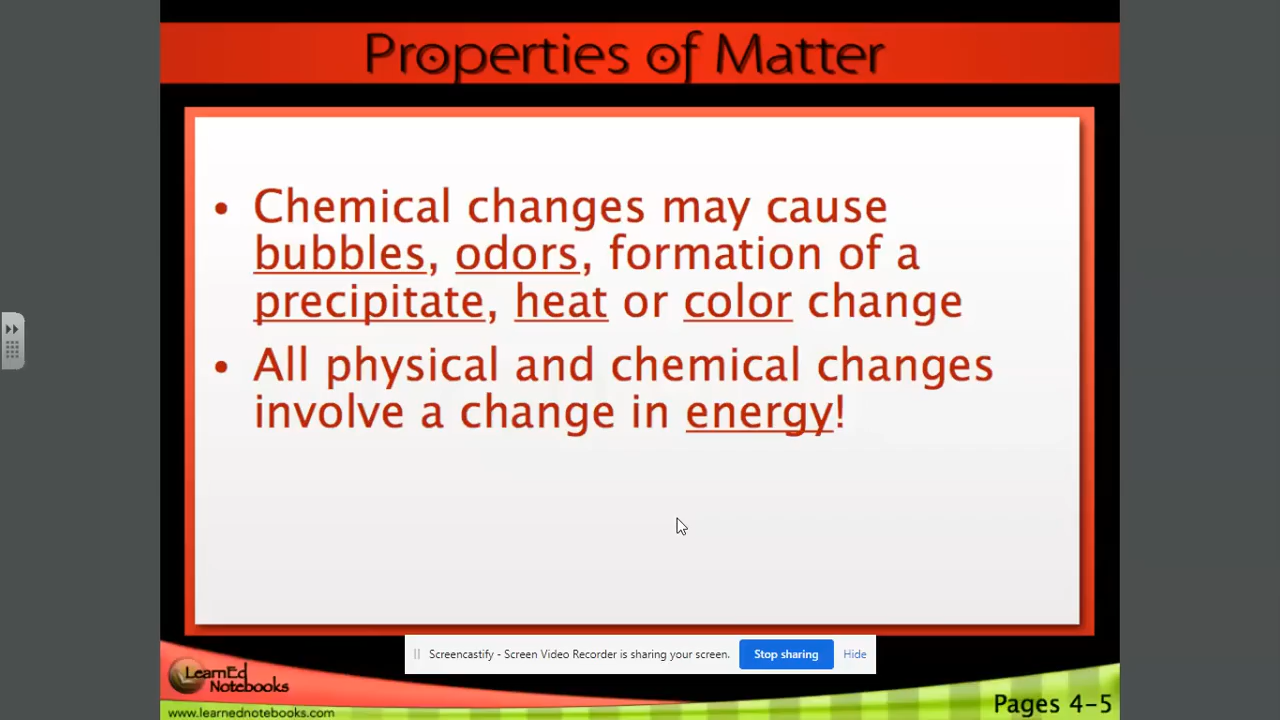 Properties of Matter
• Chemical changes may cause
bubbles, odors, formation of a
precipitate, heat or color change
• All physical and chemical changes
involve a change in energy!
Screencastify - Screen Video Recorder is sharing your screen. Stop sharing Hide
LearnEd
Notebooks
www.learnednotebooks.com
Pages 4-5